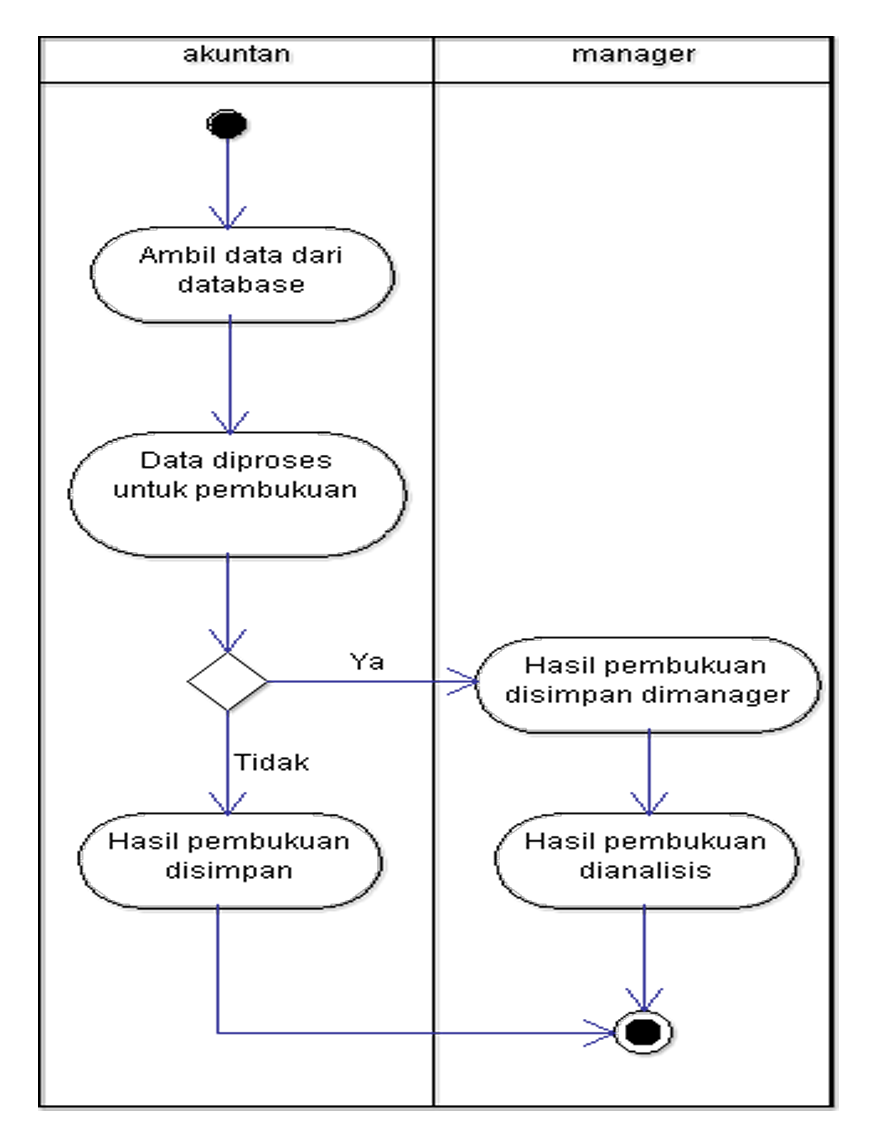 akuntan
manager
Ambil data dari
database
Data diproses
untuk pembukuan
Ya
Hasil pembukuan
disimpan dimanager
Tidak
Hasil pembukuan
disimpan
Hasil pembukuan
dianalisis